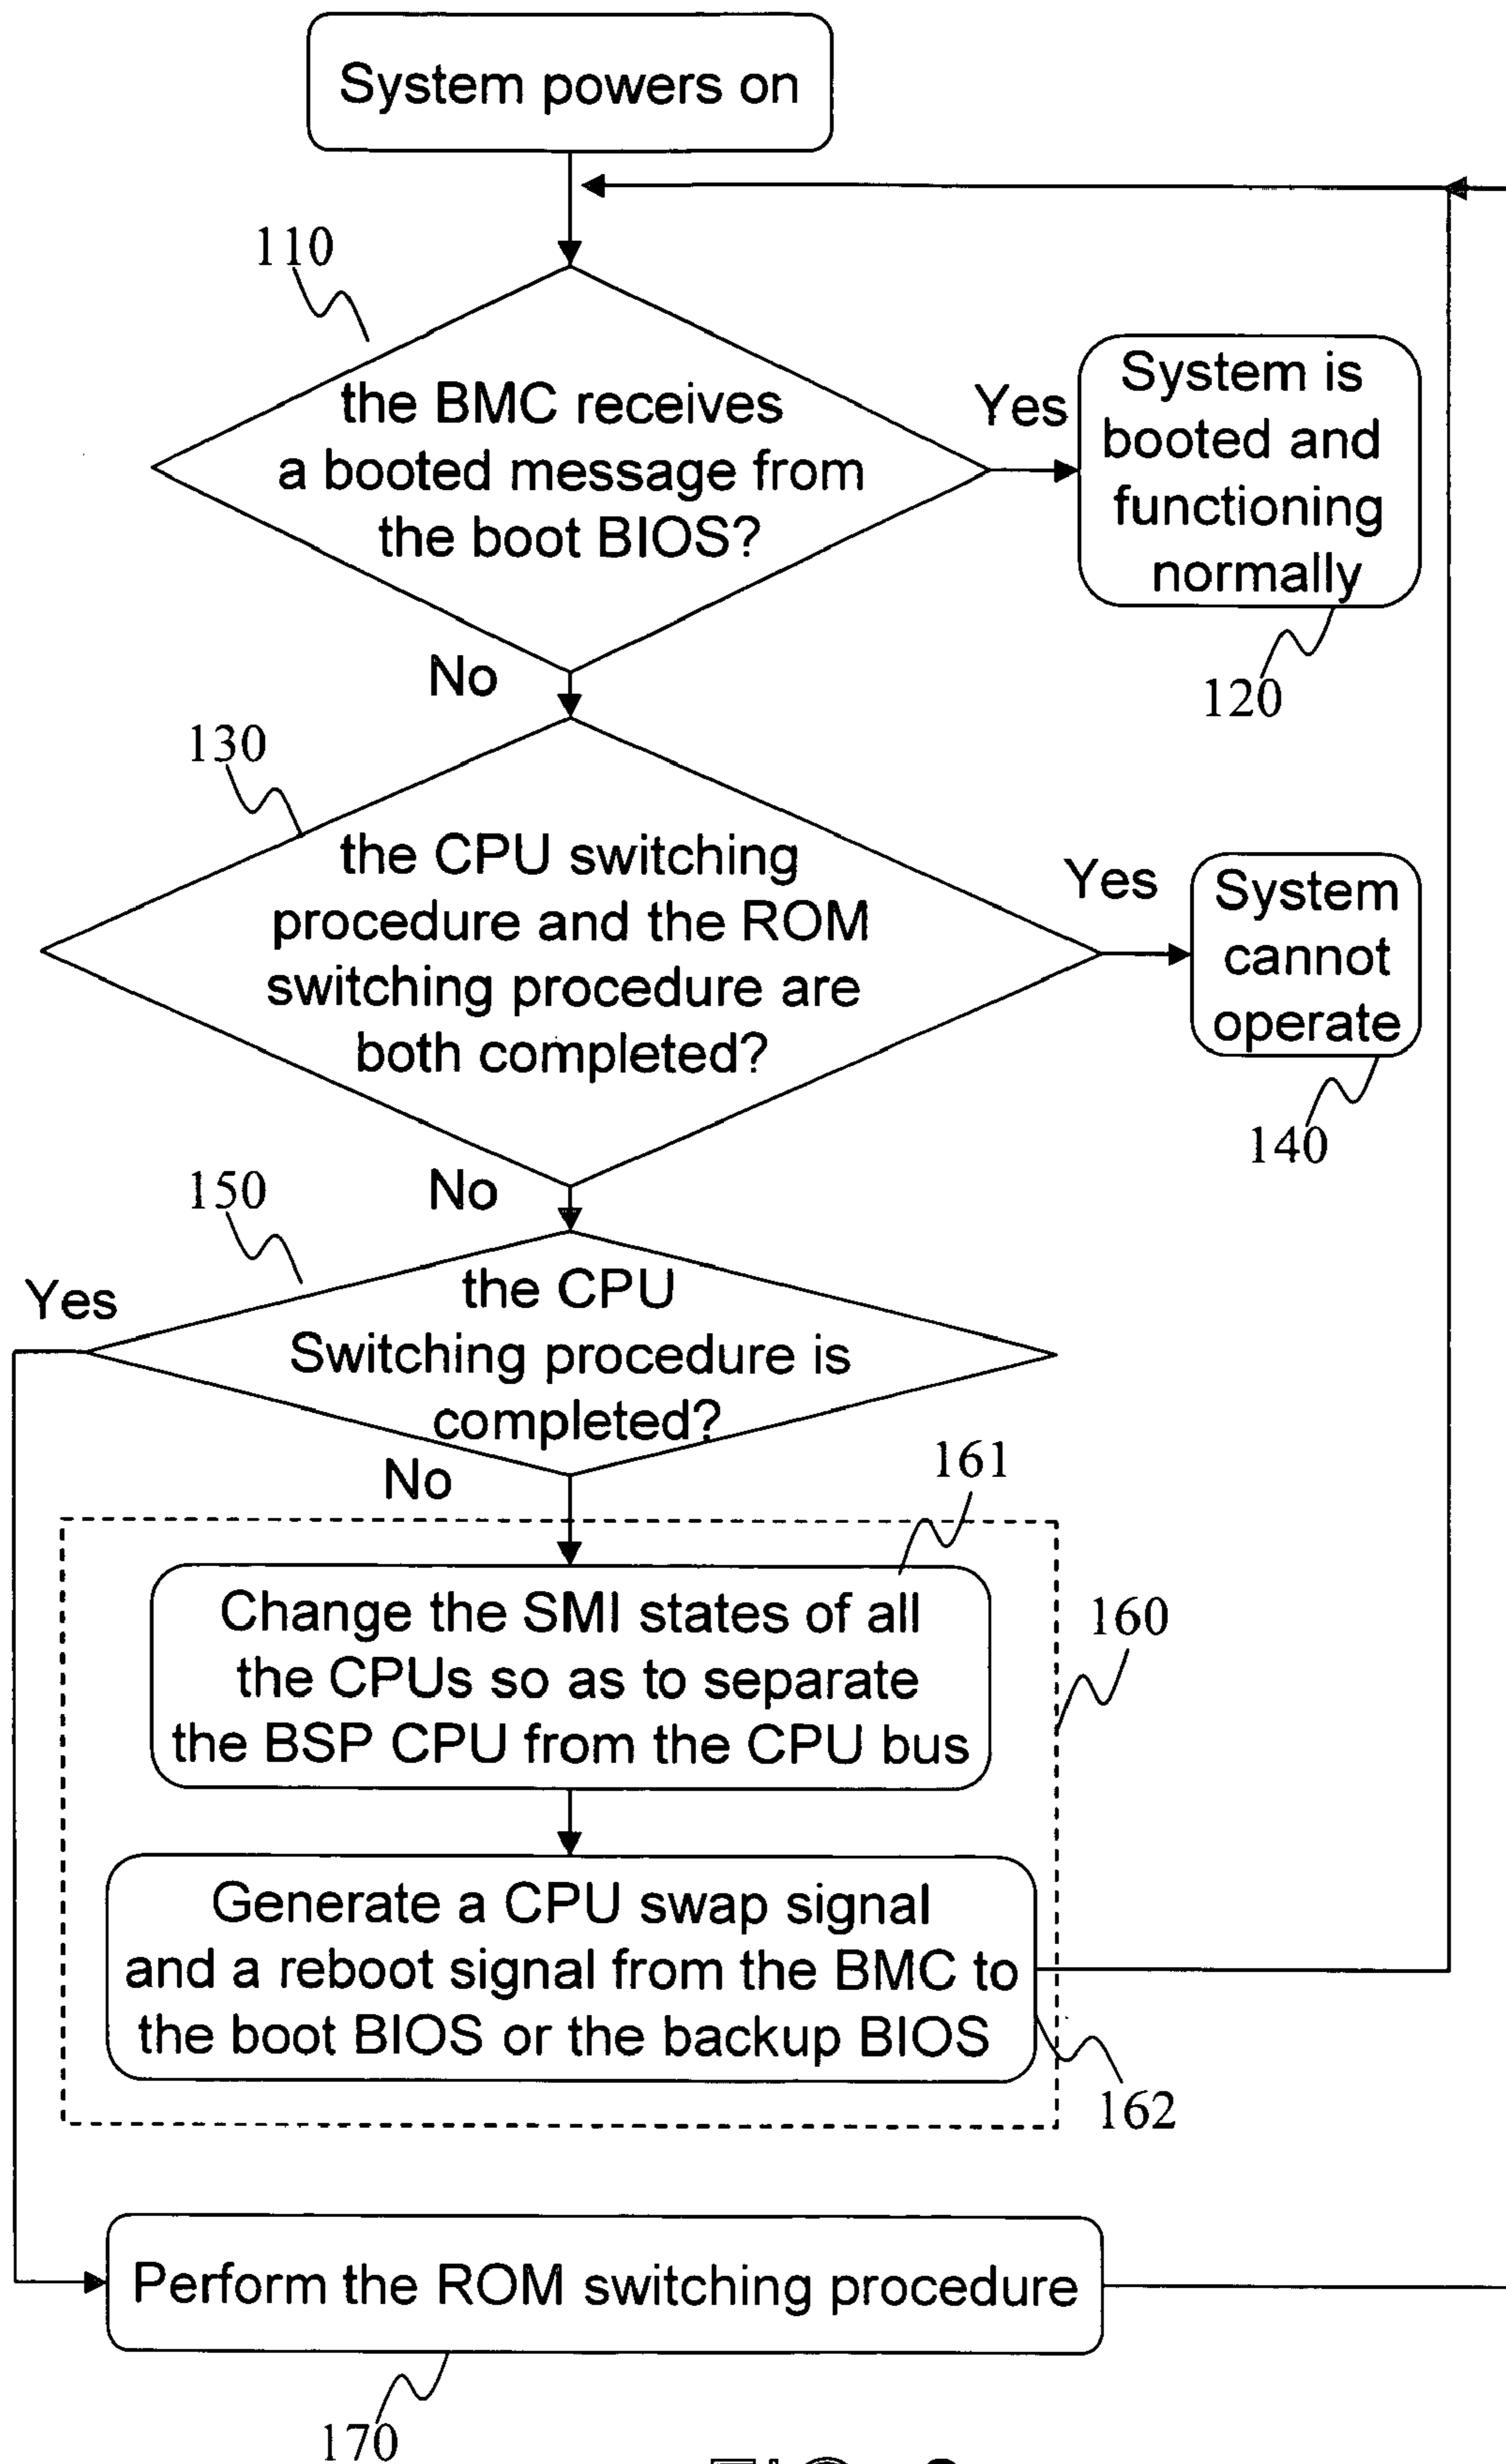 System powers on
110
the BMC receives
a booted message from
the boot BIOS?
Yes
System is
booted and
functioning
normally
120
No
130
the CPU switching
procedure and the ROM
switching procedure are
both completed?
Yes
System
cannot
operate
140
No
150
Yes
the CPU
Switching procedure is
completed?
No
161
Change the SMI states of all
the CPUs so as to separate
the BSP CPU from the CPU bus
160
Generate a CPU swap signal
and a reboot signal from the BMC to
the boot BIOS or the backup BIOS
162
Perform the ROM switching procedure
170